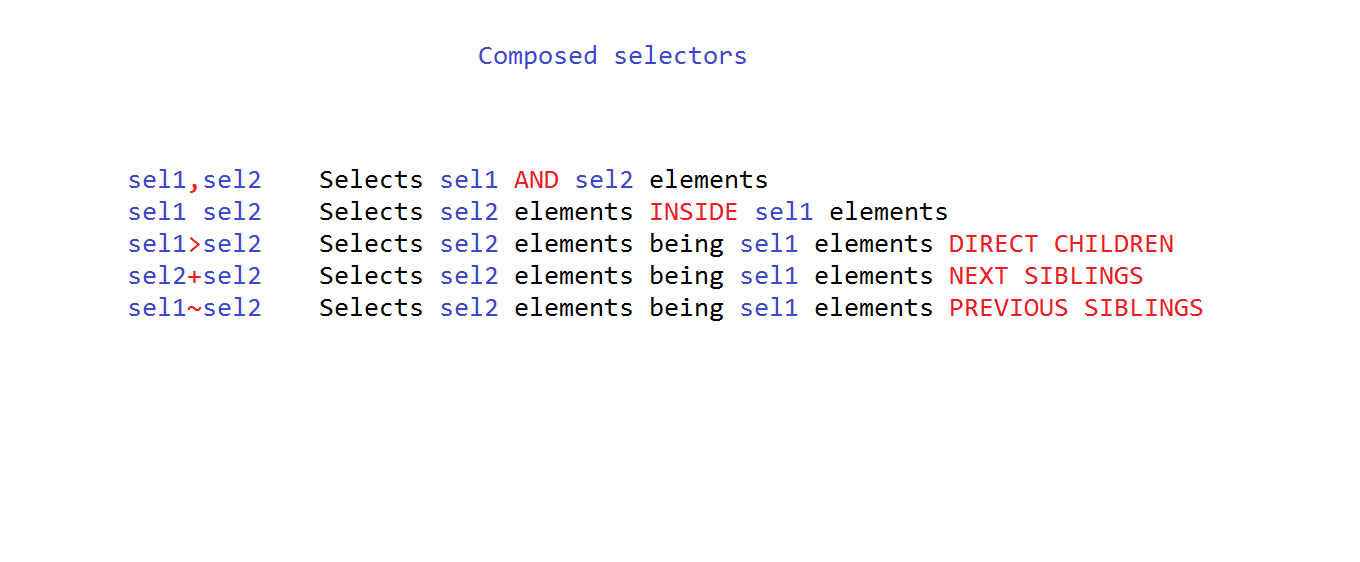 Composed selectors
sel1,sel2 Selects sel1 AND sel2 elements
sel1 sel2 Selects sel2 elements INSIDE sel1 elements
sel1>sel2 Selects sel2 elements being sel1 elements DIRECT CHILDREN
sel2+sel2 Selects sel2 elements being sel1 elements NEXT SIBLINGS
sel1~sel2 Selects sel2 elements being sel1 elements PREVIOUS SIBLINGS